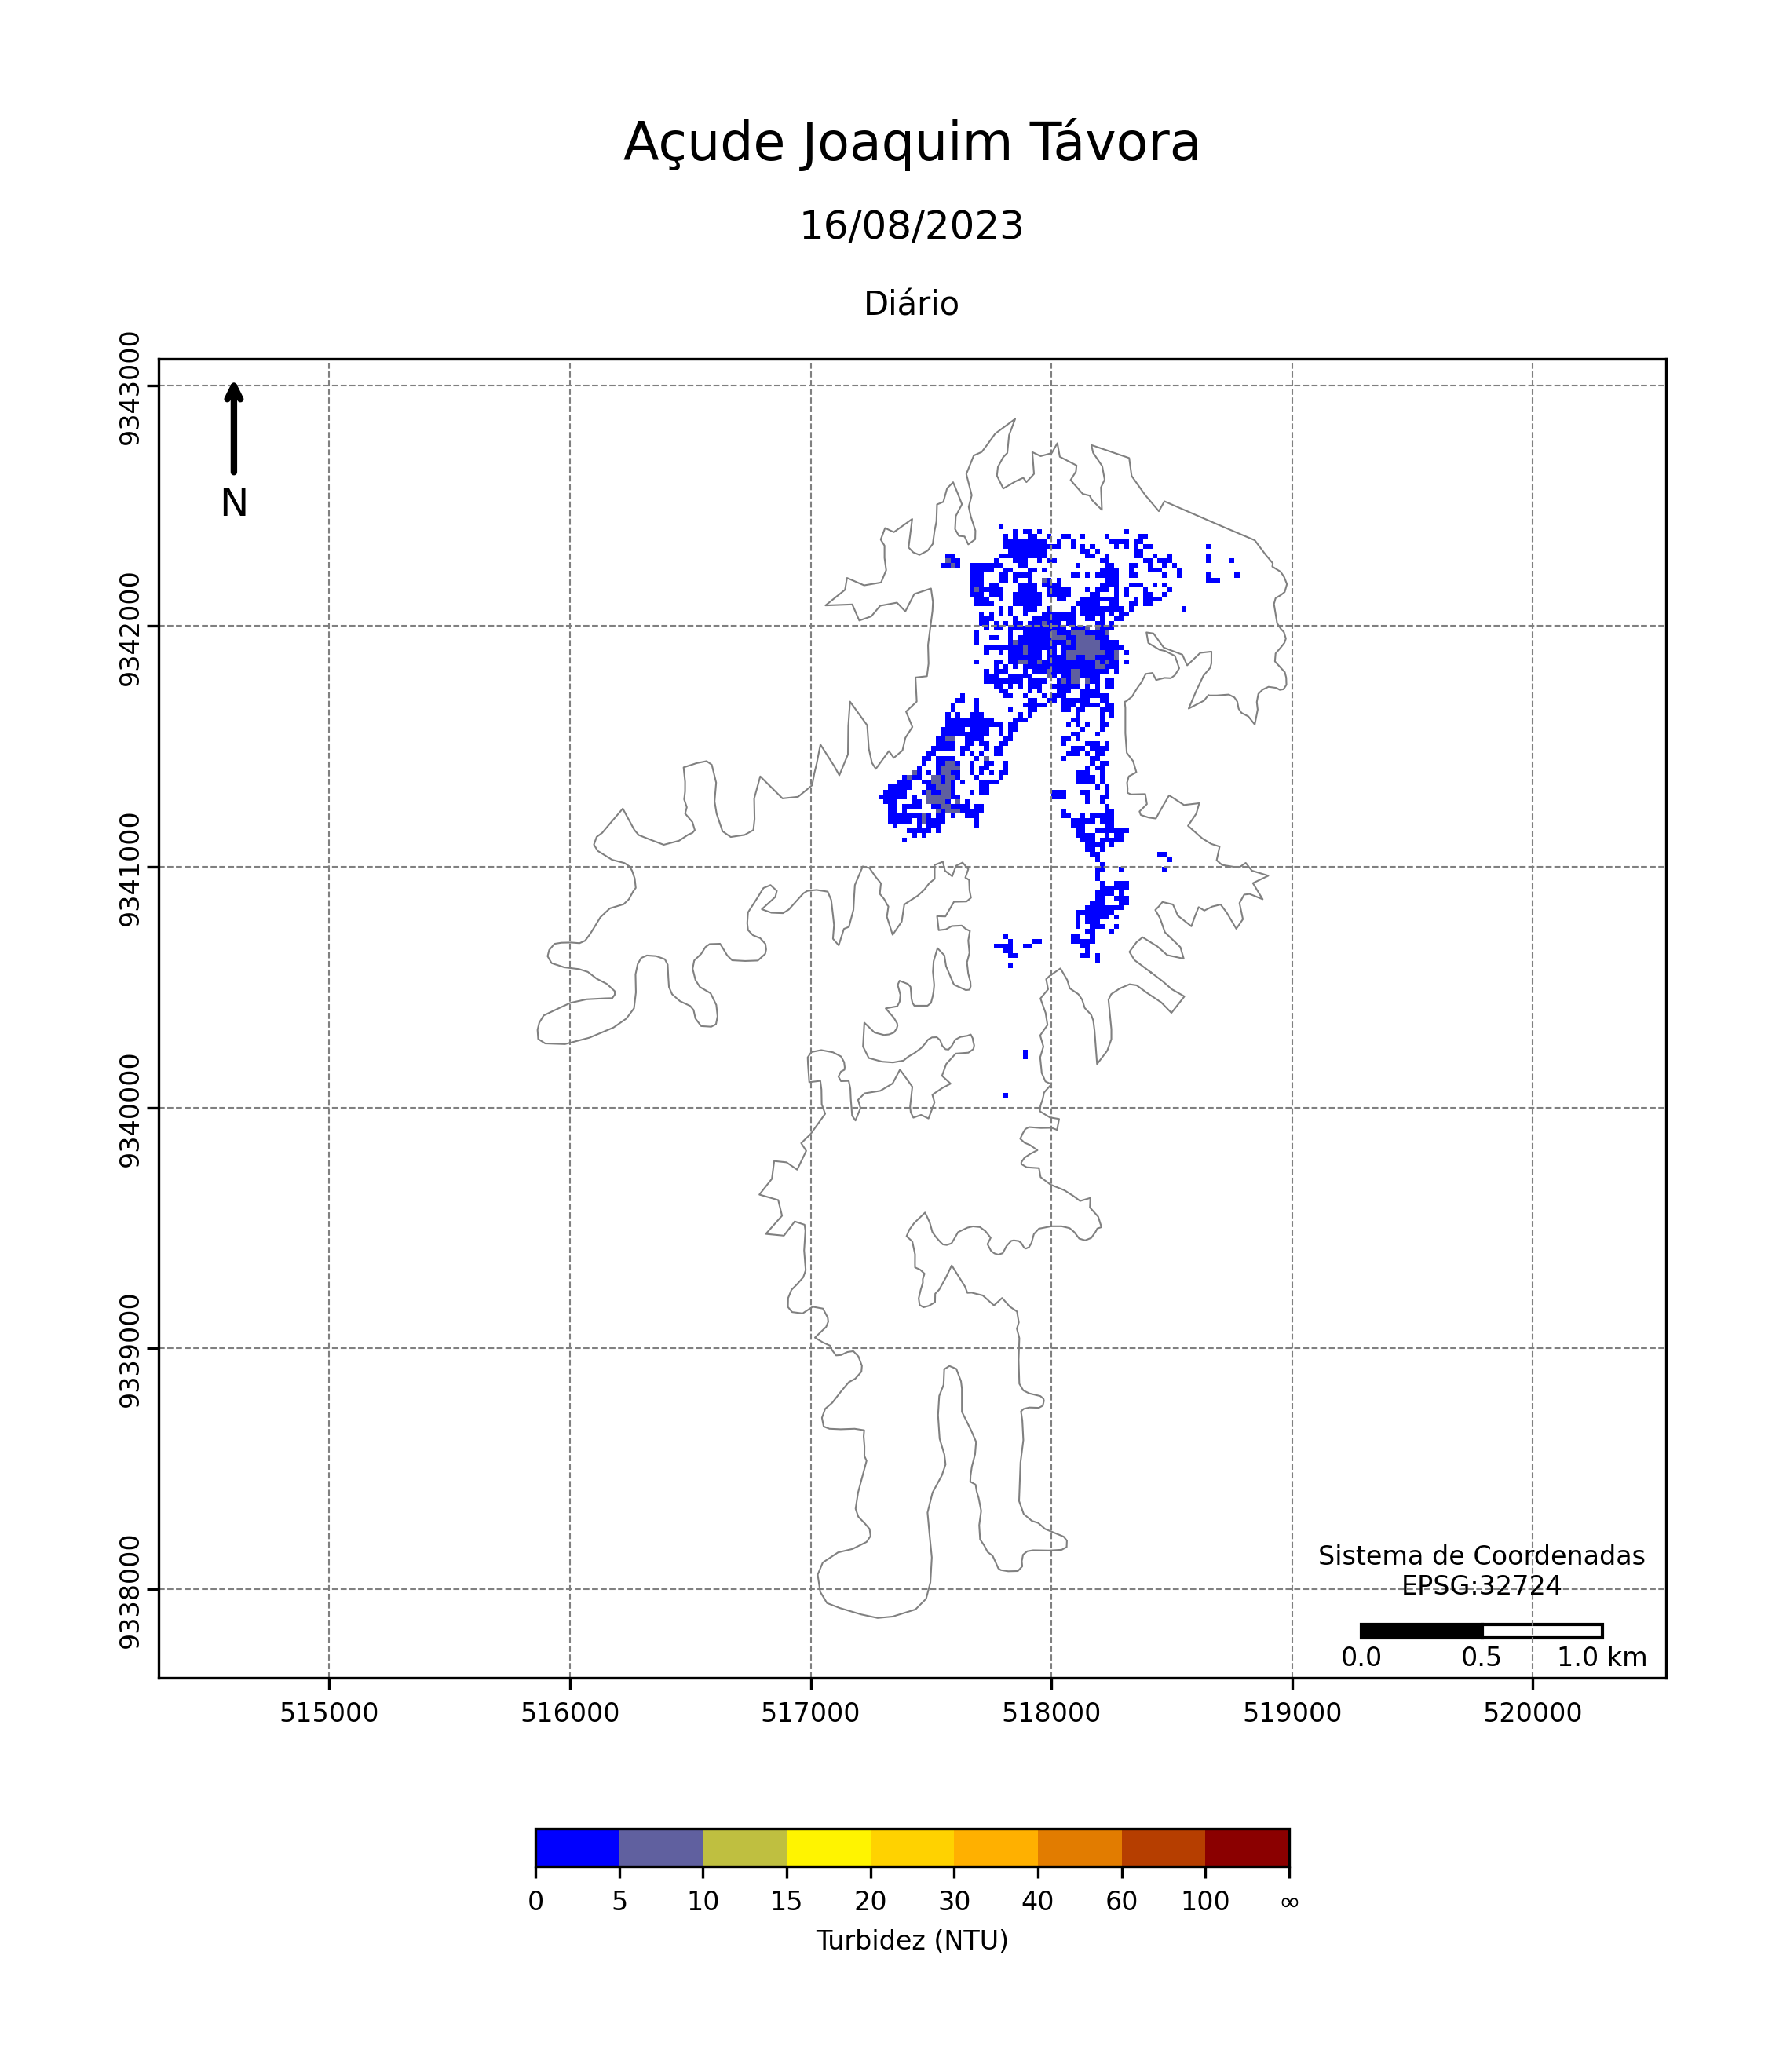 Açude Joaquim Távora
16/08/2023
Diário
9343000
9342000
9341000
9340000
9339000
9338000
N
Sistema de Coordenadas
EPSG:32724
0.0 0.5 1.0 km
515000 516000 517000 518000 519000 520000
0 5 10 15 20 30 40 60 100 ∞
Turbidez (NTU)